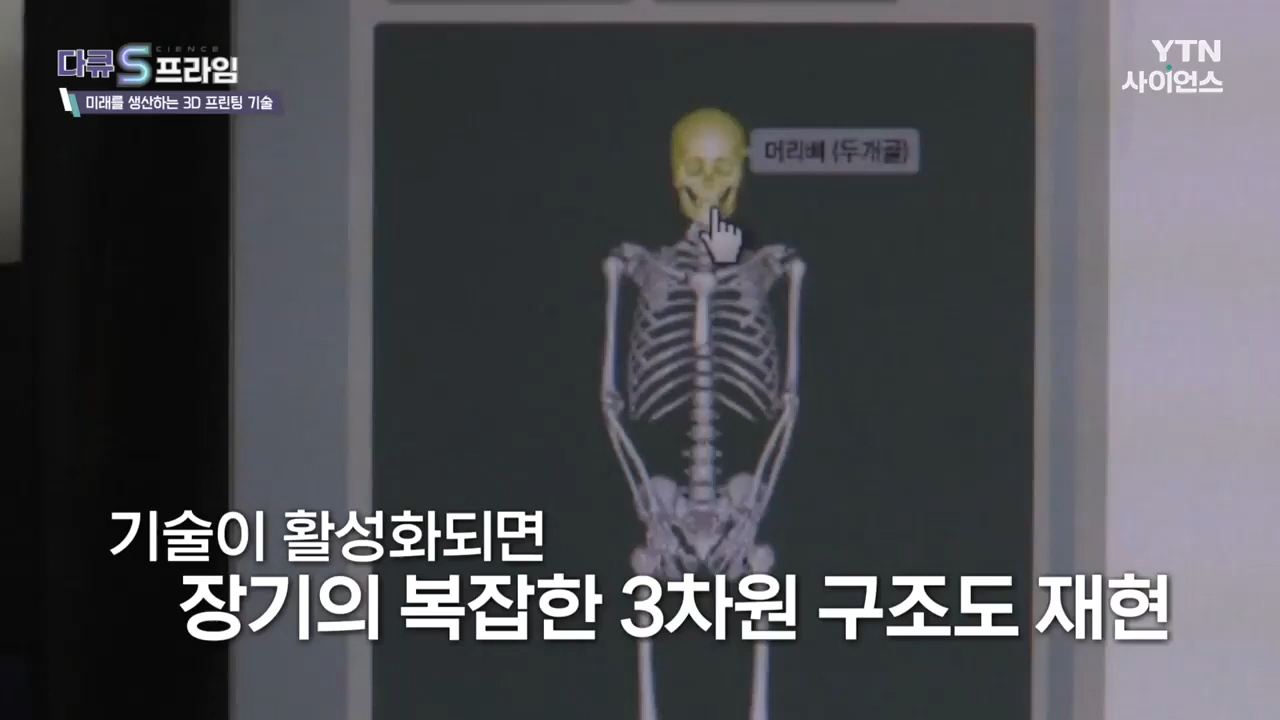 다큐 S 프라임
CIENCE
미래를 생산하는 3D 프린팅 기술
YTN
사이언스
머리뼈 (두개골)
기술이 활성화되면
장기의 복잡한 3차원 구조도 재현